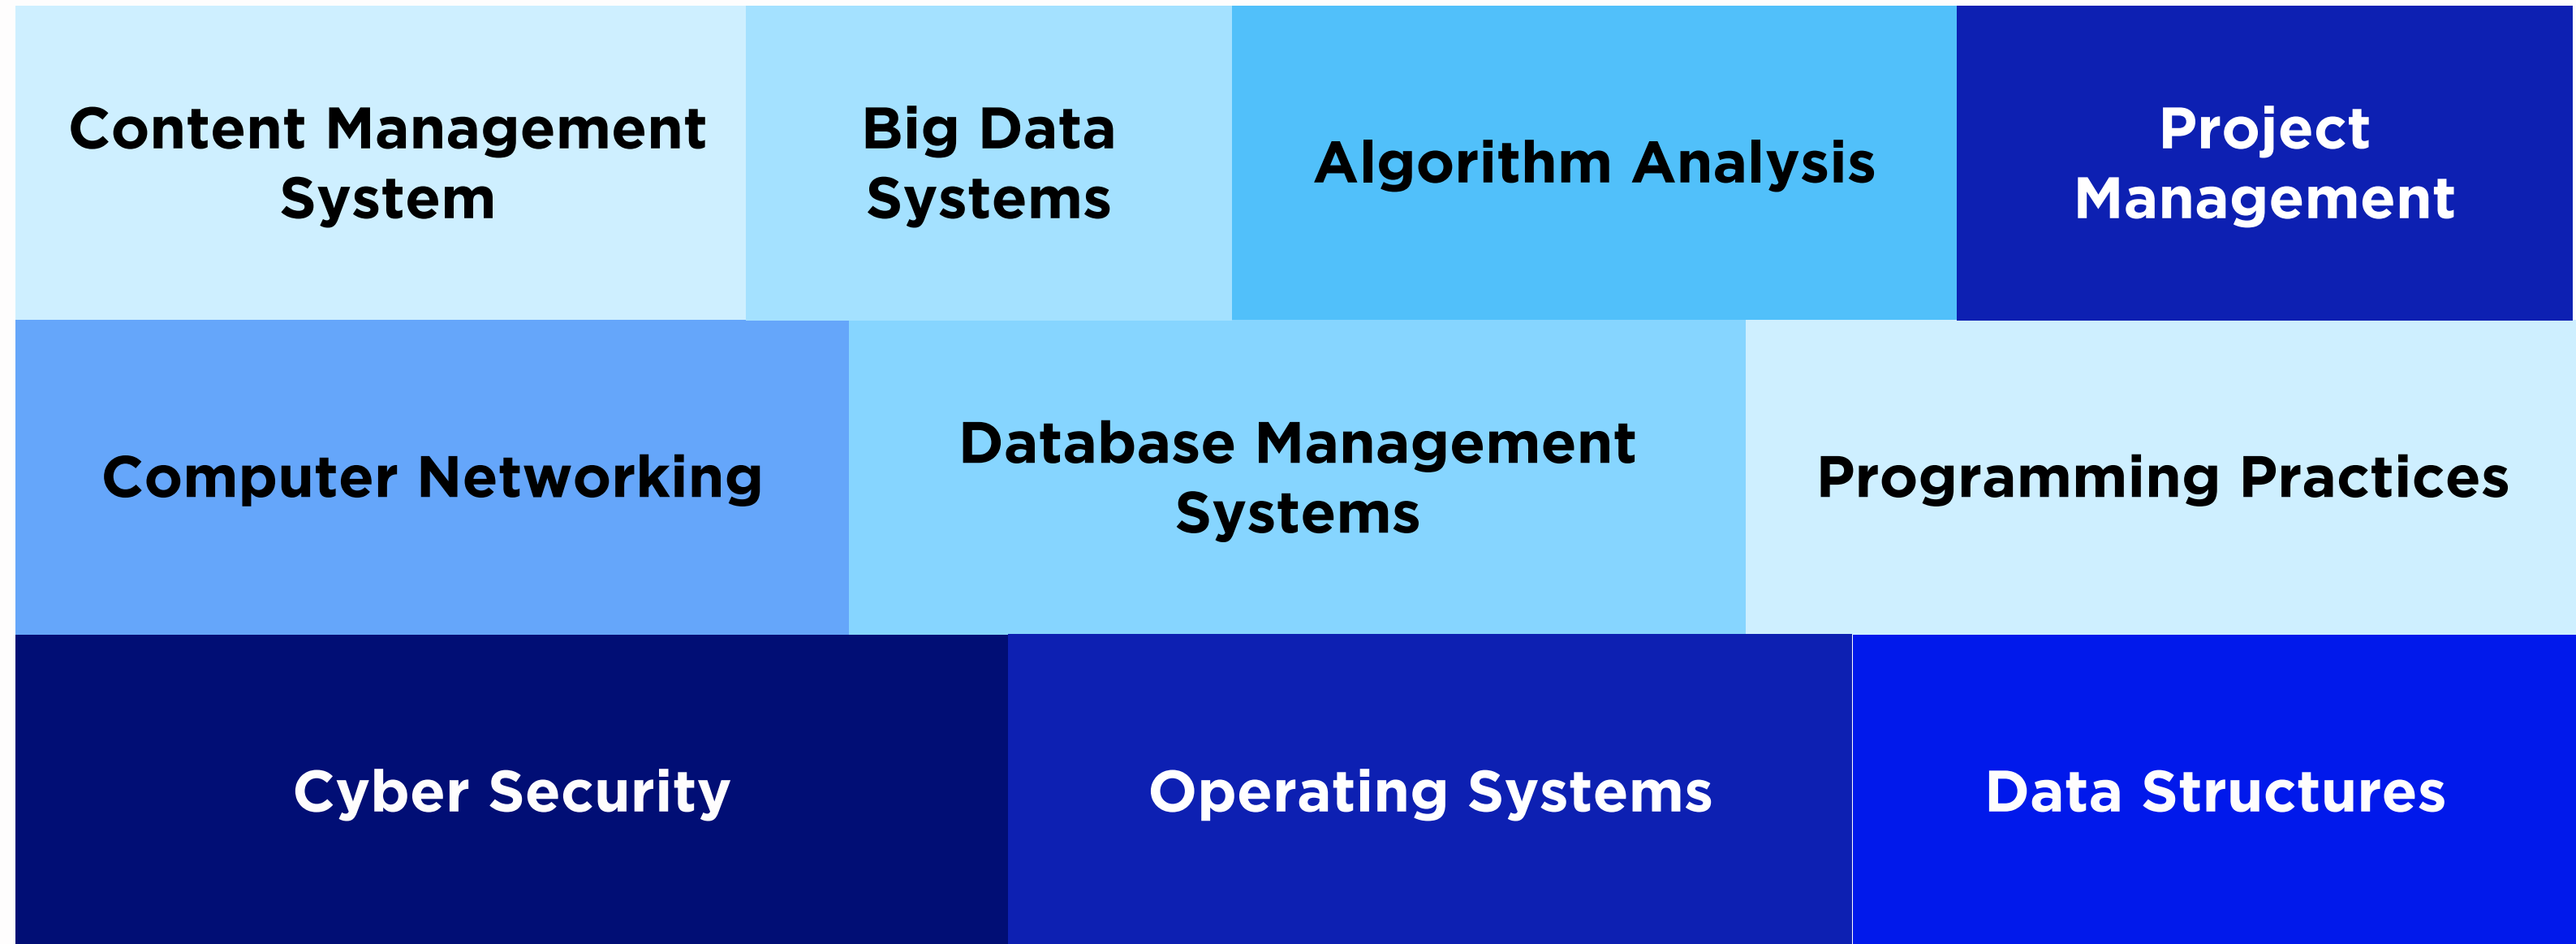 Content Management
System
Big Data
Systems
Algorithm Analysis
Project
Management
Computer Networking
Database Management
Systems
Programming Practices
Cyber Security
Operating Systems
Data Structures